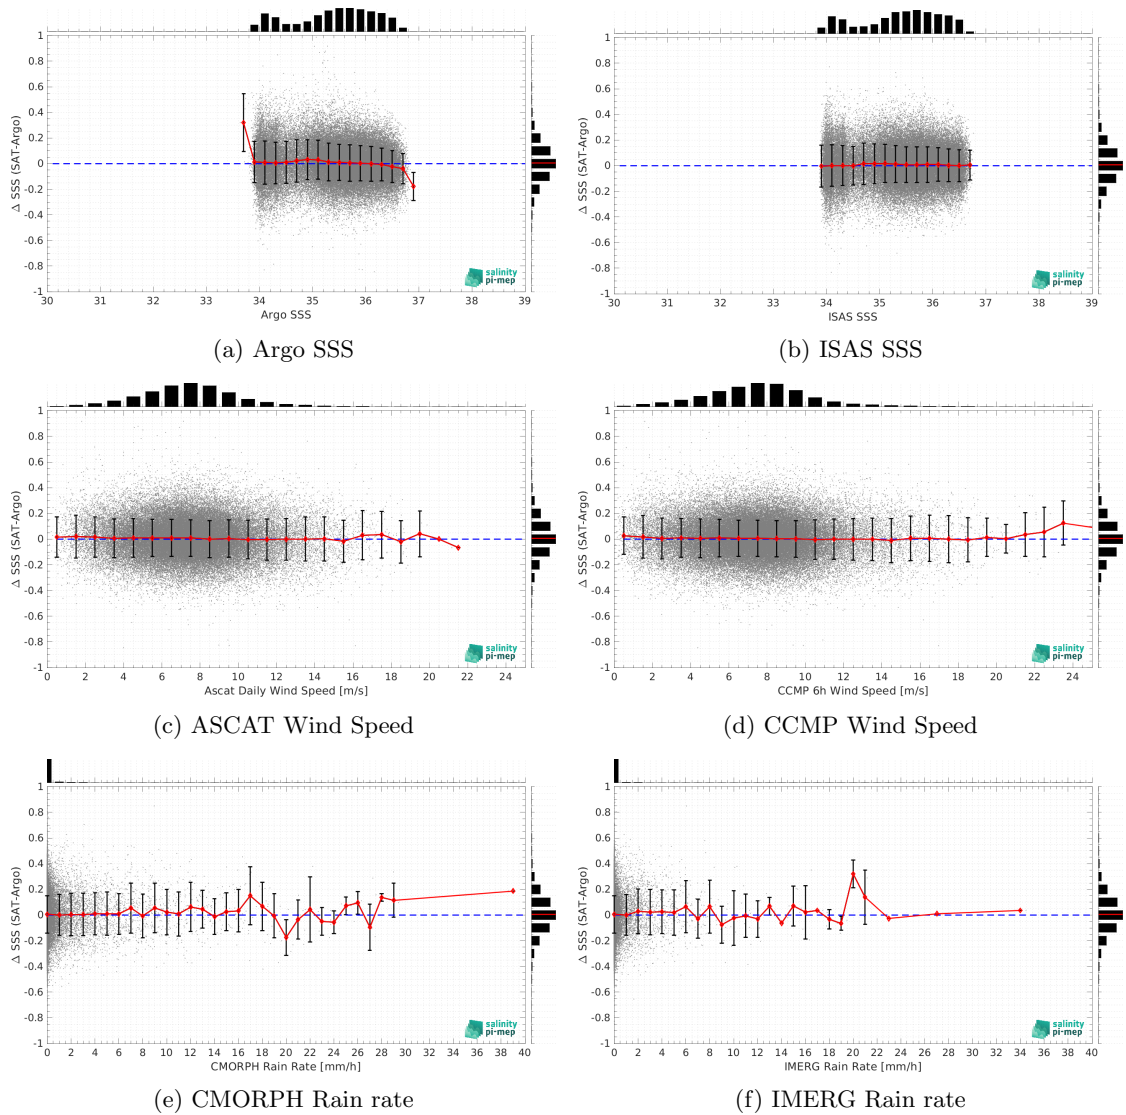 1
0.8
0.6
0.4
0.2
0
-0.2
-0.4
-0.6
-0.8
-1
Δ SSS (SAT-Argo)
salinity
pi-mep
30 31 32 33 34 35 36 37 38 39
Argo SSS
(a) Argo SSS
1
0.8
0.6
0.4
0.2
0
-0.2
-0.4
-0.6
-0.8
-1
Δ SSS (SAT-Argo)
salinity
pi-mep
30 31 32 33 34 35 36 37 38 39
ISAS SSS
(b) ISAS SSS
1
0.8
0.6
0.4
0.2
0
-0.2
-0.4
-0.6
-0.8
-1
Δ SSS (SAT-Argo)
salinity
pi-mep
0 2 4 6 8 10 12 14 16 18 20 22 24
Ascat Daily Wind Speed [m/s]
(c) ASCAT Wind Speed
1
0.8
0.6
0.4
0.2
0
-0.2
-0.4
-0.6
-0.8
-1
Δ SSS (SAT-Argo)
salinity
pi-mep
0 2 4 6 8 10 12 14 16 18 20 22 24
CCMP 6h Wind Speed [m/s]
(d) CCMP Wind Speed
1
0.8
0.6
0.4
0.2
0
-0.2
-0.4
-0.6
-0.8
-1
Δ SSS (SAT-Argo)
salinity
pi-mep
0 2 4 6 8 10 12 14 16 18 20 22 24 26 28 30 32 34 36 38 40
CMORPH Rain Rate [mm/h]
(e) CMORPH Rain rate
1
0.8
0.6
0.4
0.2
0
-0.2
-0.4
-0.6
-0.8
-1
Δ SSS (SAT-Argo)
salinity
pi-mep
0 2 4 6 8 10 12 14 16 18 20 22 24 26 28 30 32 34 36 38 40
IMERG Rain Rate [mm/h]
(f) IMERG Rain rate